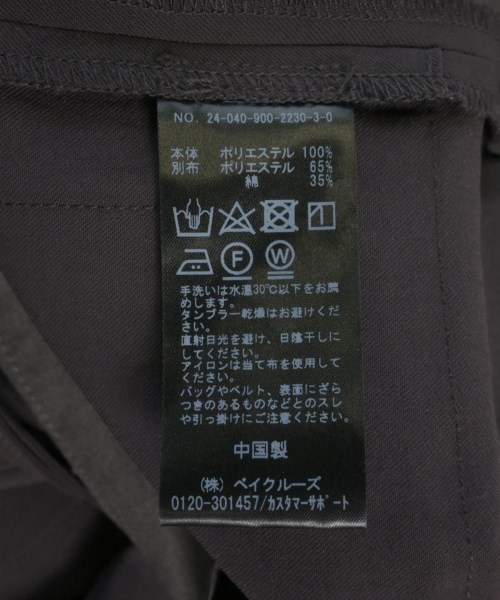 NO. 24-040-900-2230-3-0
本体 ポリエステル 100%
別布 ポリエステル 65%
綿 35%
F W
手洗いは水温30℃以下をお薦
めします。
タンブラー乾燥はお避けくださ
い。
直射日光を避け、日陰干しに
してください。
アイロンは当て布を使用して
ください。
バッグやベルト、表面にざら
つきのあるものなどとのスレ
や引っ掛けにご注意ください。
中国製
(株) ベイクルーズ
0120-301457/カスタマーサポート